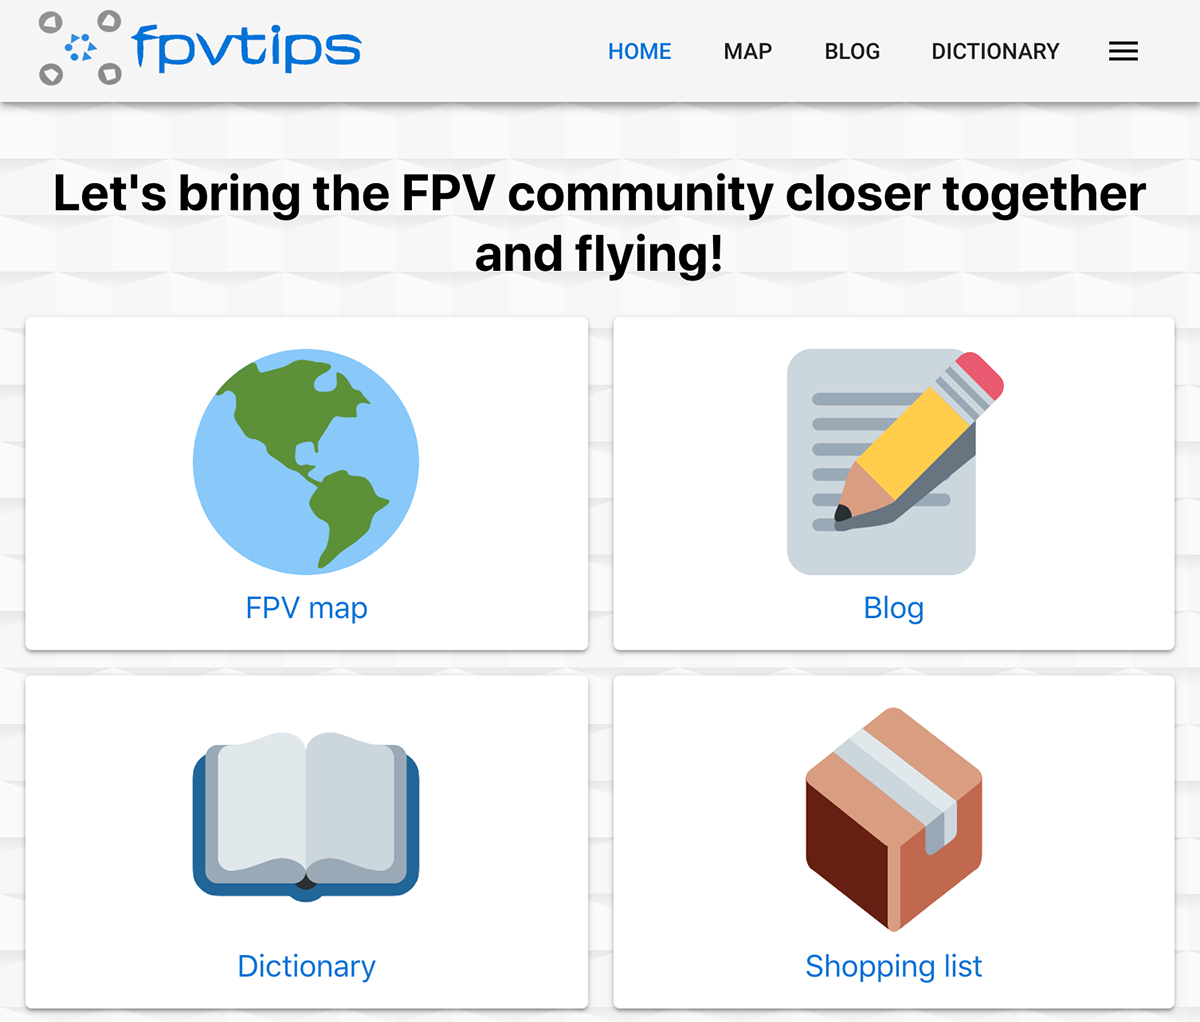 fpvtips
HOME MAP BLOG DICTIONARY
Let's bring the FPV community closer together
and flying!
FPV map
Blog
Dictionary
Shopping list